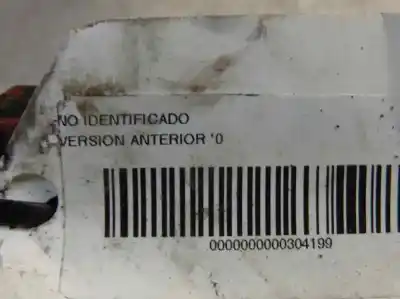 -NO IDENTIFICADO
VERSION ANTERIOR '0
0000000000304199